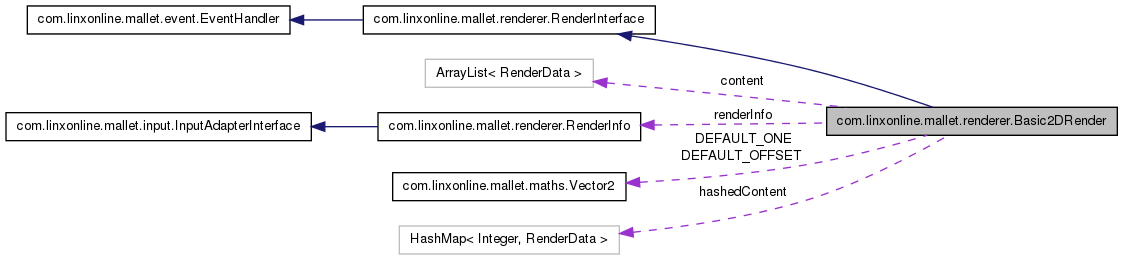 com.linxonline.mallet.event.EventHandler
com.linxonline.mallet.renderer.RenderInterface
ArrayList< RenderData >
content
com.linxonline.mallet.input.InputAdapterInterface
com.linxonline.mallet.renderer.RenderInfo
renderInfo
com.linxonline.mallet.renderer.Basic2DRender
DEFAULT_ONE
DEFAULT_OFFSET
com.linxonline.mallet.maths.Vector2
hashedContent
HashMap< Integer, RenderData >